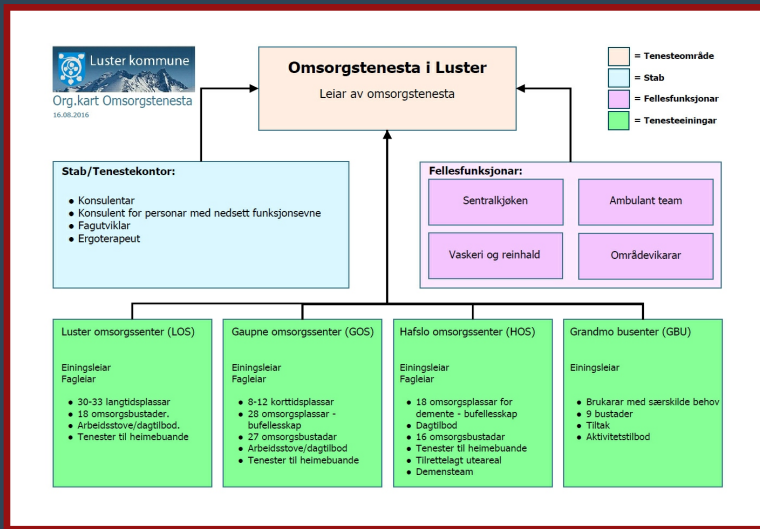 Luster kommune
Org.kart Omsorgstenesta
16.08.2016
Omsorgstenesta i Luster
Leiar av omsorgstenesta
= Tenesteområde
= Stab
= Fellesfunksjonar
= Tenesteeiningar
Stab/Tenestekontor:
● Konsulentar
● Konsulent for personar med nedsett funksjonsevne
● Fagutviklar
● Ergoterapeut
Fellesfunksjonar:
Sentralkjøken
Ambulant team
Vaskeri og reinhald
Områdevikarar
Luster omsorgssenter (LOS)
Einingsleiar
Fagleiar
● 30-33 langtidsplassar
● 18 omsorgsbustader.
● Arbeidsstove/dagtilbod.
● Tenester til heimebuande
Gaupne omsorgssenter (GOS)
Einingsleiar
Fagleiar
● 8-12 korttidsplassar
● 28 omsorgsplassar -
bufellesskap
● 27 omsorgsbustadar
● Arbeidsstove/dagtilbod
● Tenester til heimebuande
Hafslo omsorgssenter (HOS)
Einingsleiar
Fagleiar
● 18 omsorgsplassar for
demente - bufellesskap
● Dagtilbod
● 16 omsorgsbustadar
● Tenester til heimebuande
● Tilrettelagt uteareal
● Demensteam
Grandmo busenter (GBU)
Einingsleiar
● Brukarar med særskilde behov
● 9 bustader
● Tiltak
● Aktivitetstilbod